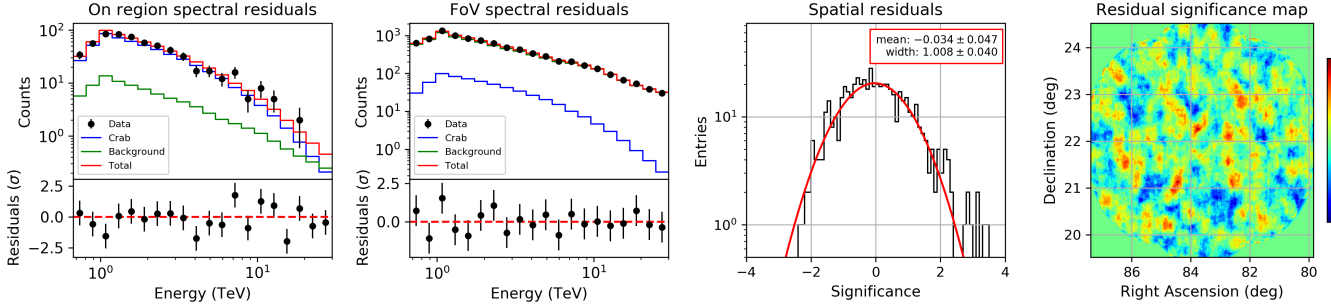 On region spectral residuals
10²
10¹
10⁰
Counts
Data
Crab
Background
Total
2.5
0.0
−2.5
Residuals (σ)
10⁰
10¹
Energy (TeV)
FoV spectral residuals
10³
10²
10¹
10⁰
Counts
Data
Crab
Background
Total
2.5
0.0
Residuals (σ)
10⁰
10¹
Energy (TeV)
Spatial residuals
mean: −0.034 ± 0.047
width: 1.008 ± 0.040
10¹
10⁰
Entries
−4
−2
0
2
4
Significance
Residual significance map
24
23
22
21
20
Declination (deg)
86
84
82
80
Right Ascension (deg)